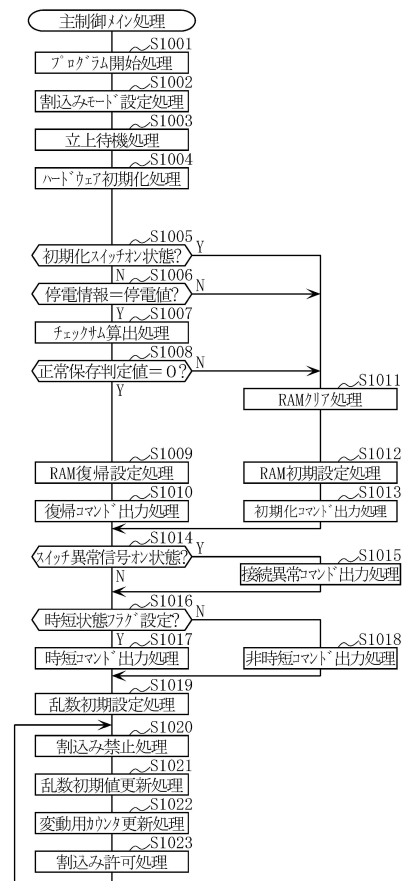 主制御ﾒｲﾝ処理
S1001
ﾌﾟﾛｸﾞﾗﾑ開始処理
S1002
割込みﾓｰﾄﾞ設定処理
S1003
立上待機処理
S1004
ﾊｰﾄﾞｳｪｱ初期化処理
S1005
初期化ｽｲｯﾁｵﾝ状態?
Y
N
S1006
停電情報＝停電値?
N
Y
S1007
ﾁｪｯｸｻﾑ算出処理
S1008
正常保存判定値＝0?
N
Y
S1011
RAMｸﾘｱ処理
S1009
RAM復帰設定処理
S1012
RAM初期設定処理
S1010
復帰ｺﾏﾝﾄﾞ出力処理
S1013
初期化ｺﾏﾝﾄﾞ出力処理
S1014
ｽｲｯﾁ異常信号ｵﾝ状態?
Y
N
S1015
接続異常ｺﾏﾝﾄﾞ出力処理
S1016
時短状態ﾌﾗｸﾞ設定?
N
Y
S1017
時短ｺﾏﾝﾄﾞ出力処理
S1018
非時短ｺﾏﾝﾄﾞ出力処理
S1019
乱数初期設定処理
S1020
割込み禁止処理
S1021
乱数初期値更新処理
S1022
変動用ｶｳﾝﾀ更新処理
S1023
割込み許可処理